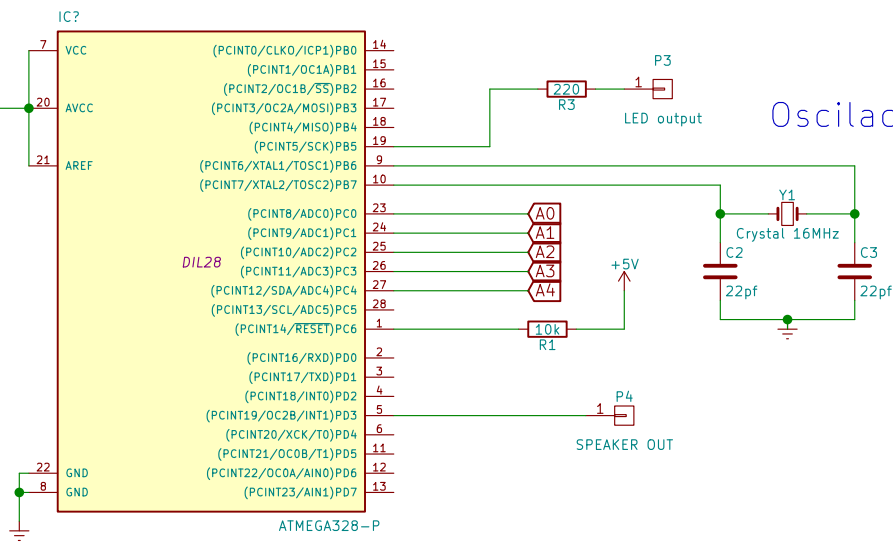 IC?
7 VCC
20 AVCC
21 AREF
22 GND
8 GND
DIL28
(PCINT0/CLKO/ICP1)PB0 14
(PCINT1/OC1A)PB1 15
(PCINT2/OC1B/SS)PB2 16
(PCINT3/OC2A/MOSI)PB3 17
(PCINT4/MISO)PB4 18
(PCINT5/SCK)PB5 19
(PCINT6/XTAL1/TOSC1)PB6 9
(PCINT7/XTAL2/TOSC2)PB7 10
(PCINT8/ADC0)PC0 23
(PCINT9/ADC1)PC1 24
(PCINT10/ADC2)PC2 25
(PCINT11/ADC3)PC3 26
(PCINT12/SDA/ADC4)PC4 27
(PCINT13/SCL/ADC5)PC5 28
(PCINT14/RESET)PC6 1
(PCINT16/RXD)PD0 2
(PCINT17/TXD)PD1 3
(PCINT18/INT0)PD2 4
(PCINT19/OC2B/INT1)PD3 5
(PCINT20/XCK/T0)PD4 6
(PCINT21/OC0B/T1)PD5 11
(PCINT22/OC0A/AIN0)PD6 12
(PCINT23/AIN1)PD7 13
ATMEGA328-P
220
R3
P3
1
LED output
Oscilac
A0
A1
A2
A3
A4
+5V
10k
R1
Y1
Crystal 16MHz
C2
22pf
C3
22pf
P4
1
SPEAKER OUT